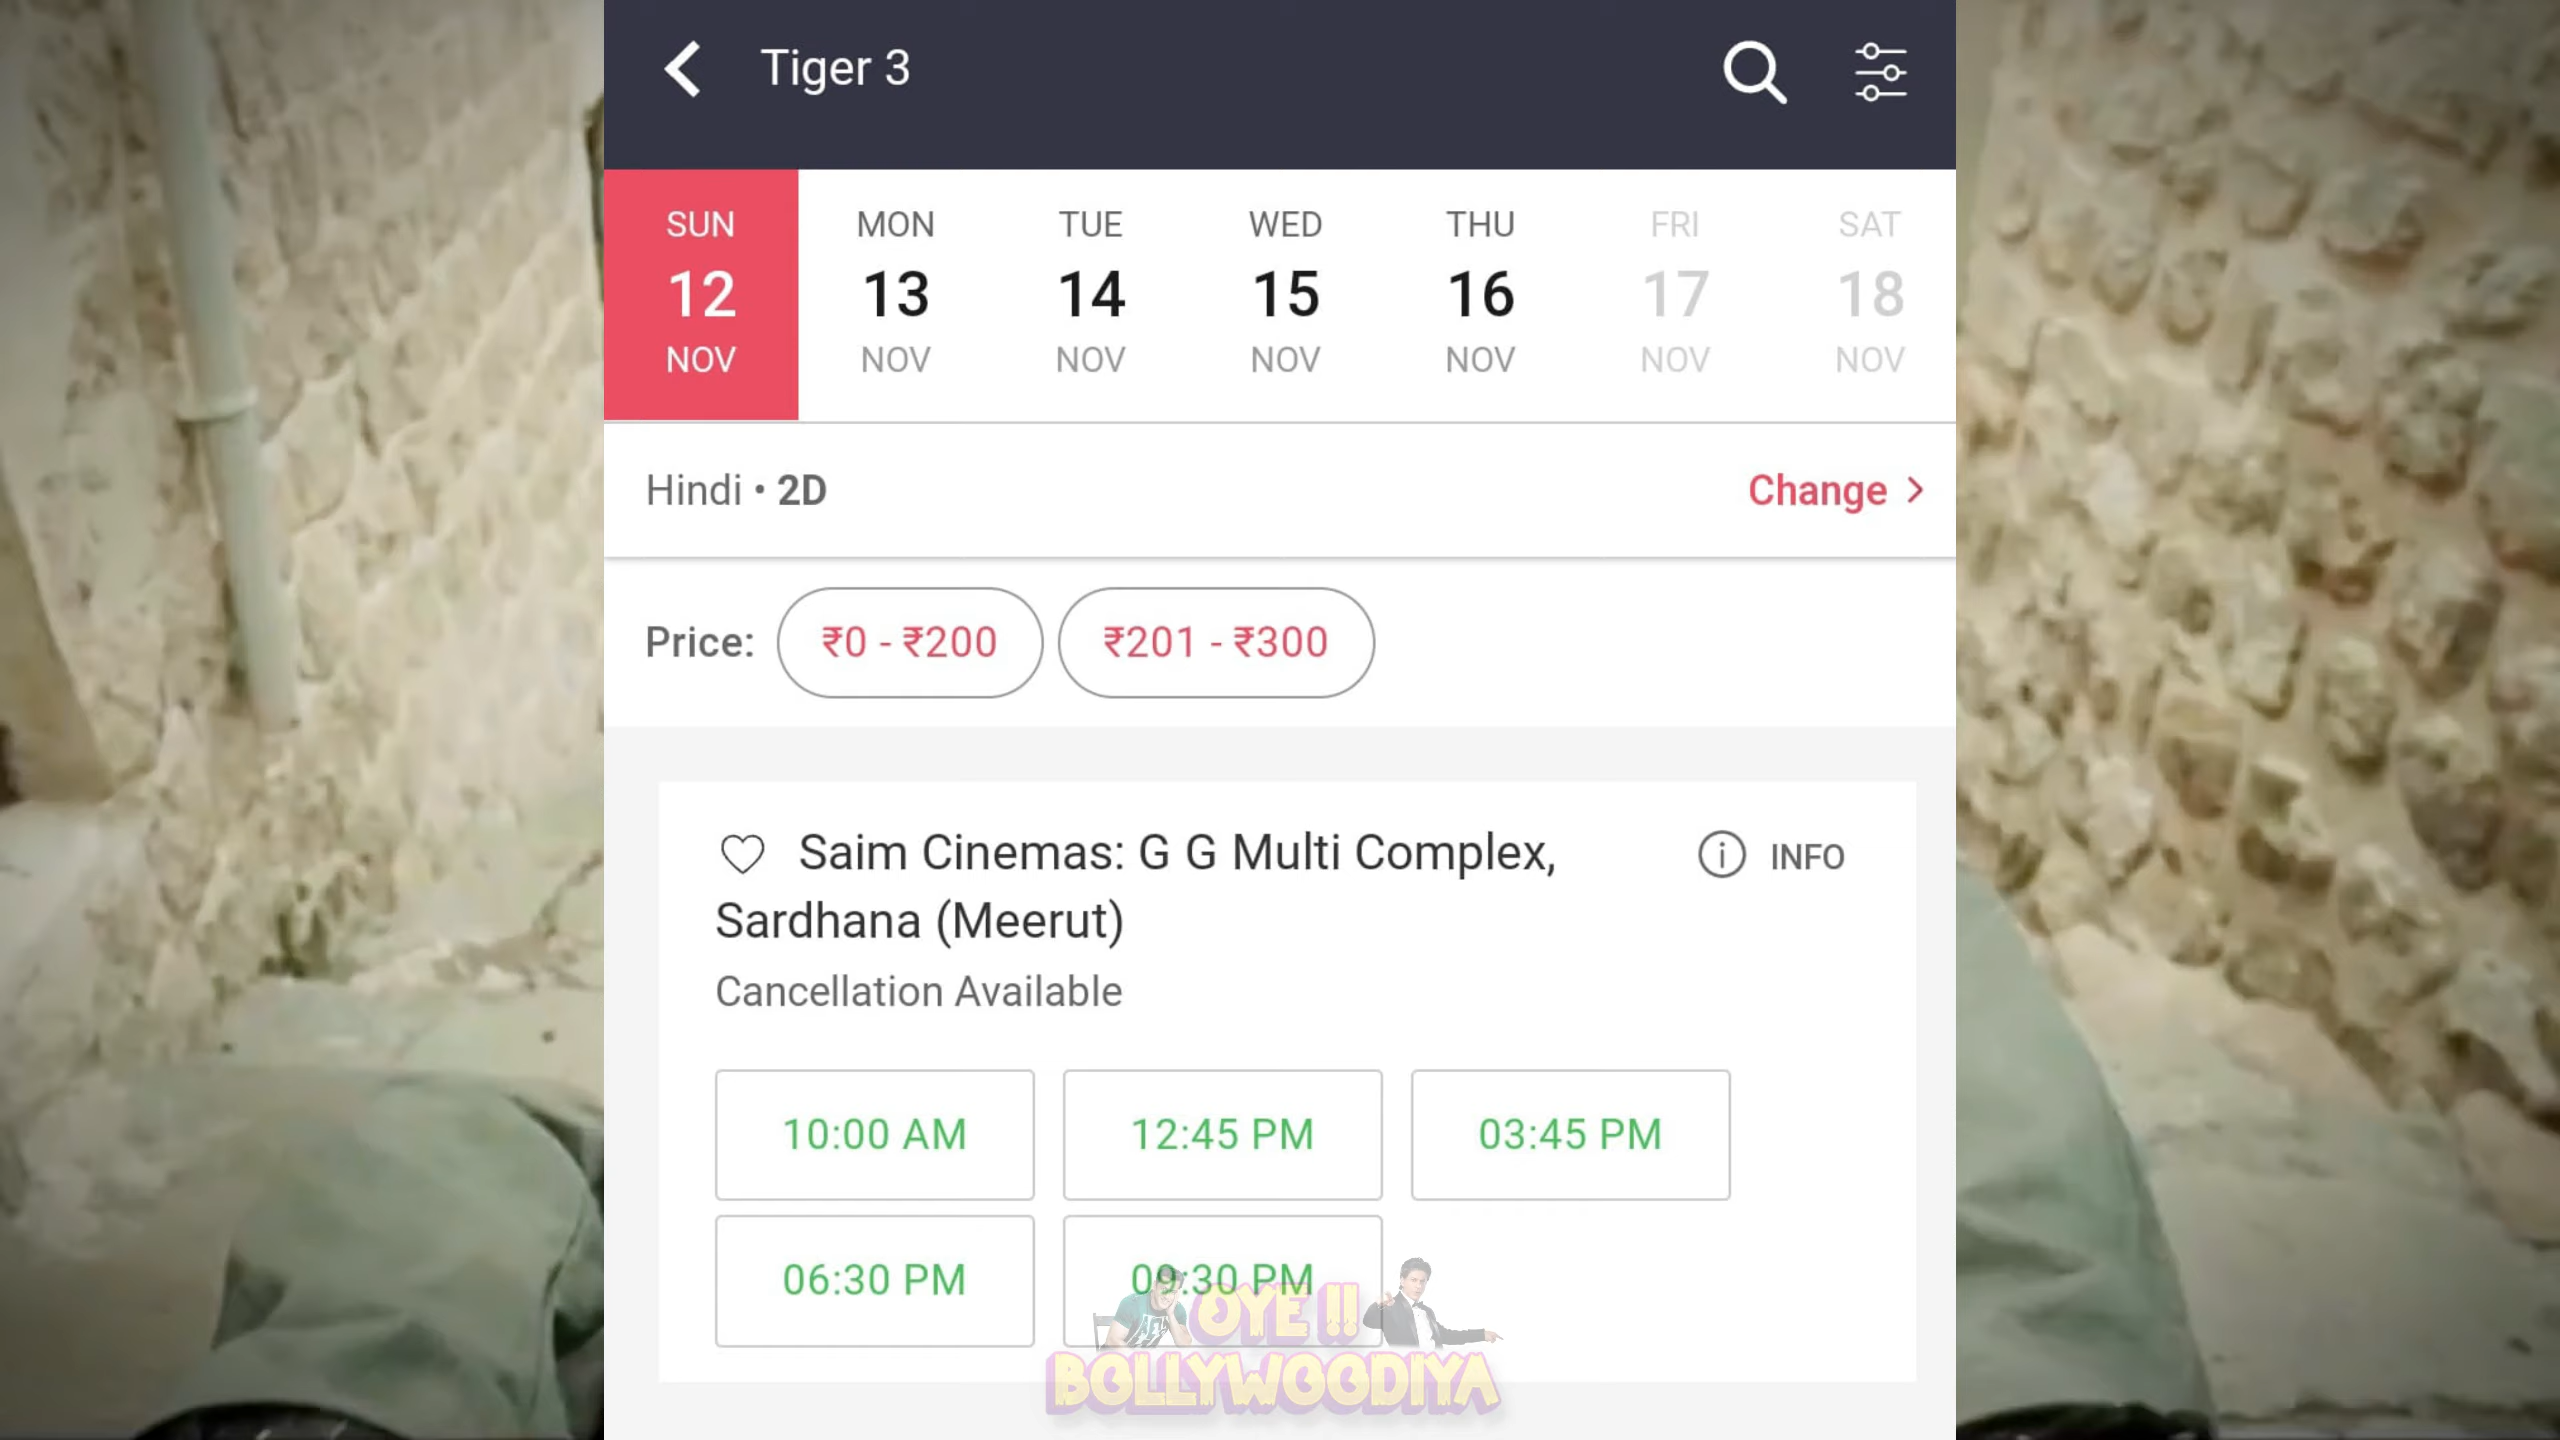 Tiger 3
SUN MON TUE WED THU FRI SAT
12 13 14 15 16 17 18
NOV NOV NOV NOV NOV NOV NOV
Hindi • 2D Change >
Price: ₹0 - ₹200 ₹201 - ₹300
Saim Cinemas: G G Multi Complex, INFO
Sardhana (Meerut)
Cancellation Available
10:00 AM 12:45 PM 03:45 PM
06:30 PM 09:30 PM
OYE !!
BOLLYWOODIYA